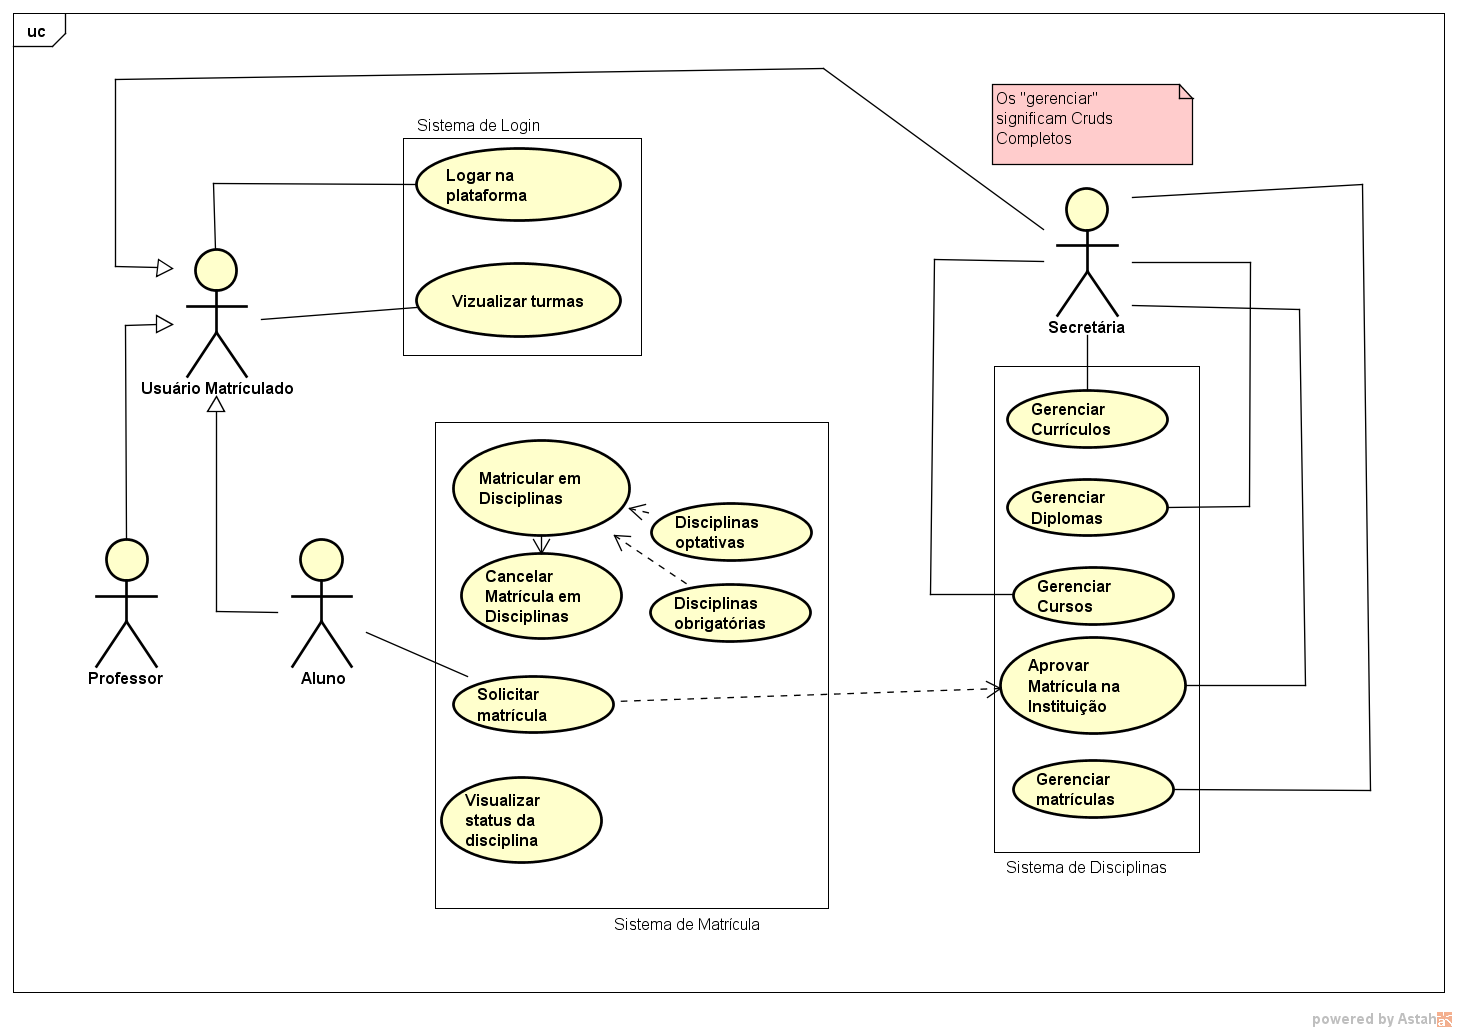 uc
Os "gerenciar"
significam Cruds
Completos
Sistema de Login
Logar na
plataforma
Vizualizar turmas
Usuário Matrículado
Secretária
Gerenciar
Currículos
Gerenciar
Diplomas
Gerenciar
Cursos
Aprovar
Matrícula na
Instituição
Gerenciar
matrículas
Sistema de Disciplinas
Matricular em
Disciplinas
Disciplinas
optativas
Cancelar
Matrícula em
Disciplinas
Disciplinas
obrigatórias
Professor
Aluno
Solicitar
matrícula
Visualizar
status da
disciplina
Sistema de Matrícula
powered by Astah